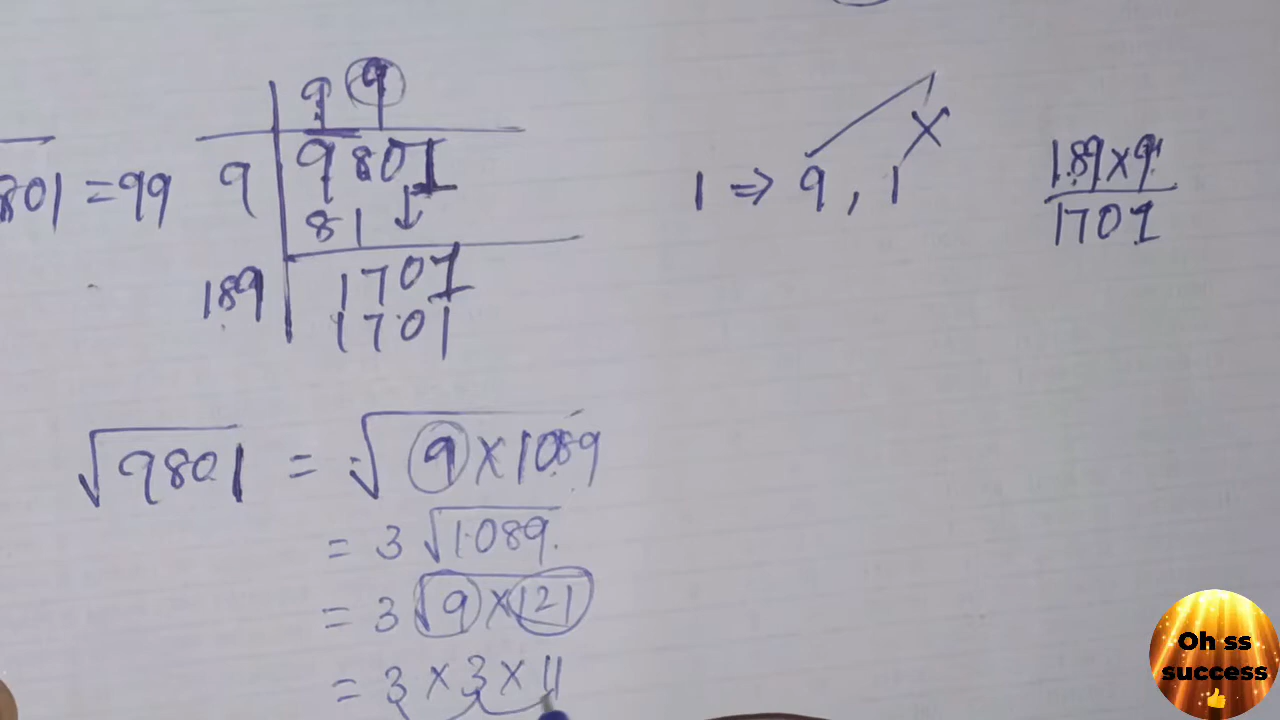 801 = 99
9 9
9 9801
81
189 1701
1701
1 ⇒ 9, 1 ×
189×9
1701
√9801 = √9×1089
= 3 √1089
= 3 √9×121
= 3 × 3 × 11
Oh ss
success